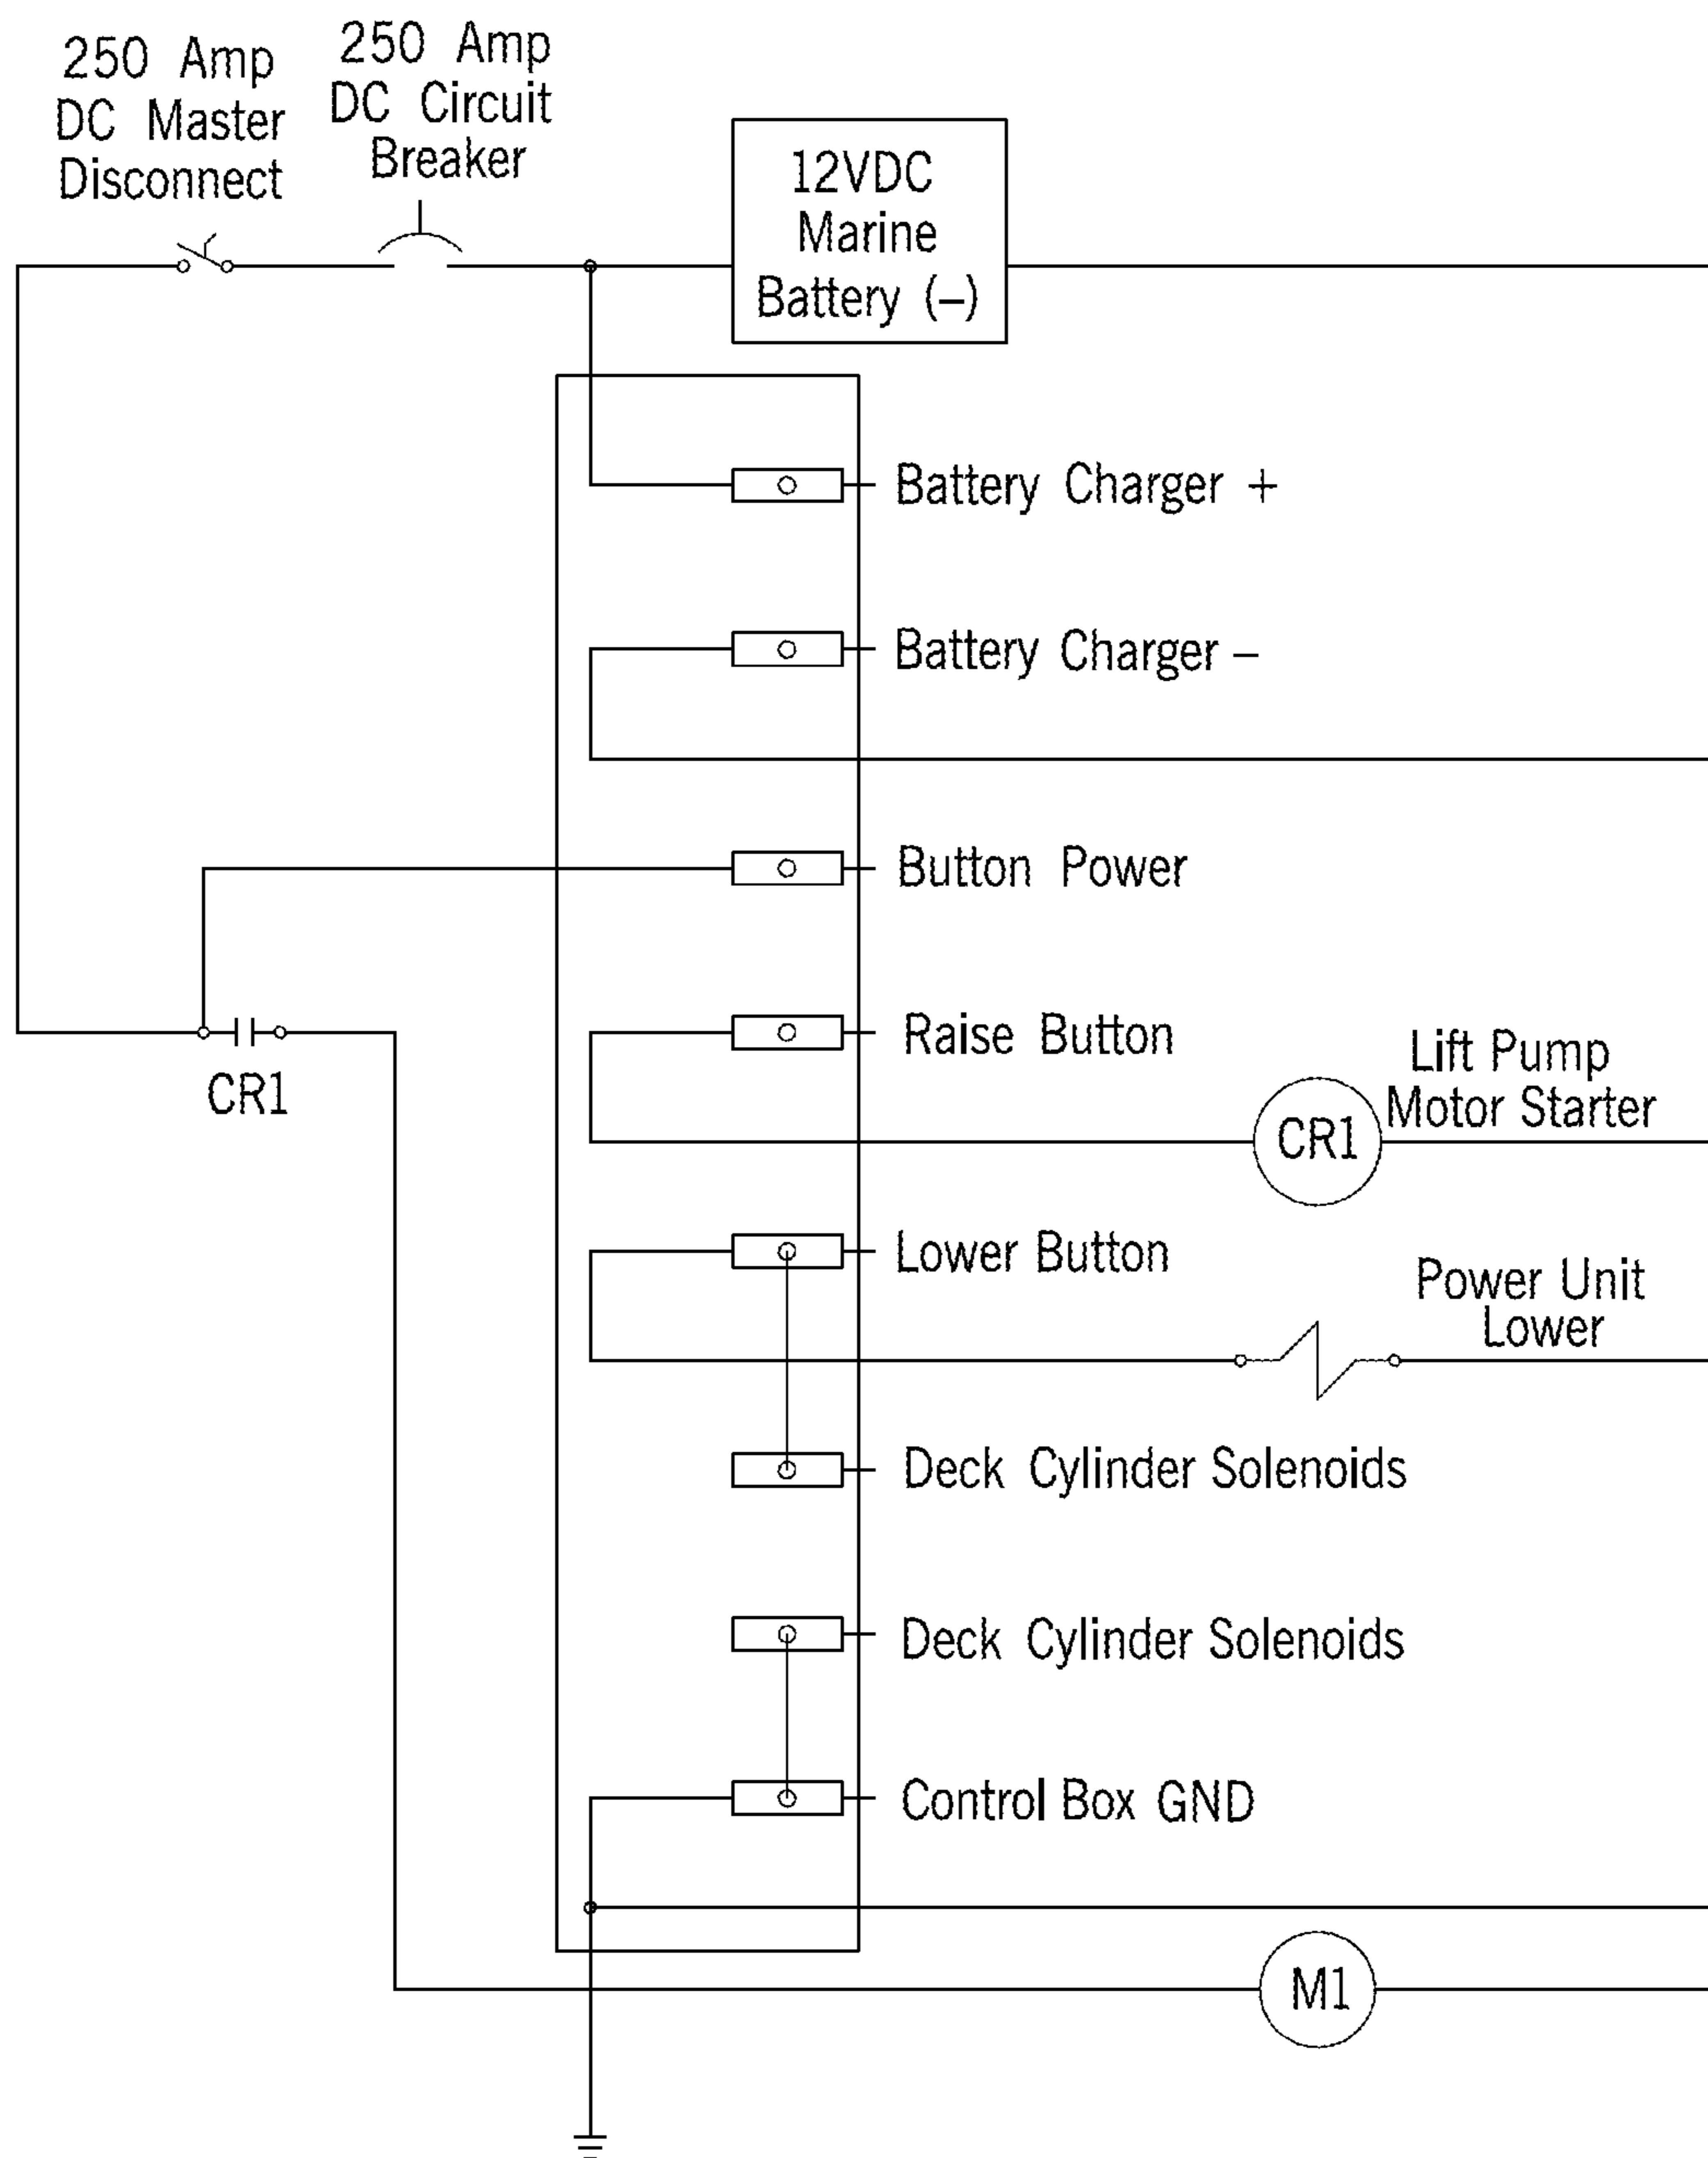 250 Amp
DC Master
Disconnect
250 Amp
DC Circuit
Breaker
12VDC
Marine
Battery (–)
Battery Charger +
Battery Charger –
Button Power
Raise Button
CR1
Lift Pump
Motor Starter
CR1
Lower Button
Power Unit
Lower
Deck Cylinder Solenoids
Deck Cylinder Solenoids
Control Box GND
M1